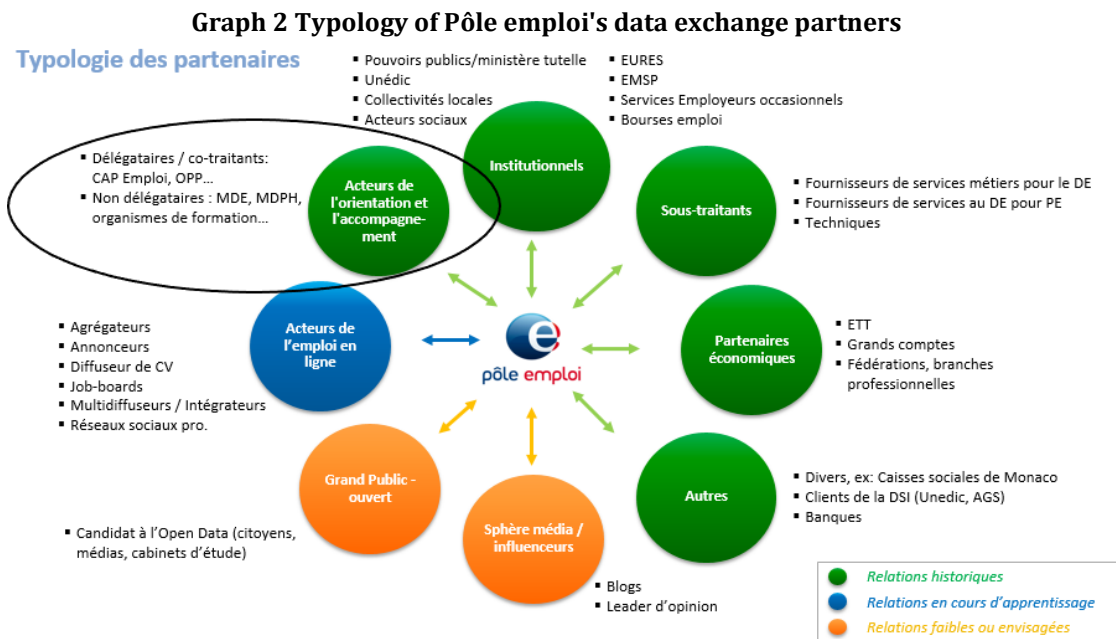 Graph 2 Typology of Pôle emploi's data exchange partners
Typologie des partenaires
▪ Pouvoirs publics/ministère tutelle
▪ Unédic
▪ Collectivités locales
▪ Acteurs sociaux
▪ EURES
▪ EMSP
▪ Services Employeurs occasionnels
▪ Bourses emploi
Institutionnels
▪ Délégataires / co-traitants:
CAP Emploi, OPP...
▪ Non délégataires : MDE, MDPH,
organismes de formation...
Acteurs de
l'orientation et
l'accompagne-
ment
Sous-traitants
▪ Fournisseurs de services métiers pour le DE
▪ Fournisseurs de services au DE pour PE
▪ Techniques
Acteurs de
l'emploi en
ligne
▪ Agrégateurs
▪ Annonceurs
▪ Diffuseur de CV
▪ Job-boards
▪ Multidiffuseurs / Intégrateurs
▪ Réseaux sociaux pro.
pôle emploi
Partenaires
économiques
▪ ETT
▪ Grands comptes
▪ Fédérations, branches
professionnelles
Grand Public -
ouvert
▪ Candidat à l'Open Data (citoyens,
médias, cabinets d'étude)
Sphère média /
influenceurs
▪ Blogs
▪ Leader d'opinion
Autres
▪ Divers, ex: Caisses sociales de Monaco
▪ Clients de la DSI (Unedic, AGS)
▪ Banques
Relations historiques
Relations en cours d'apprentissage
Relations faibles ou envisagées